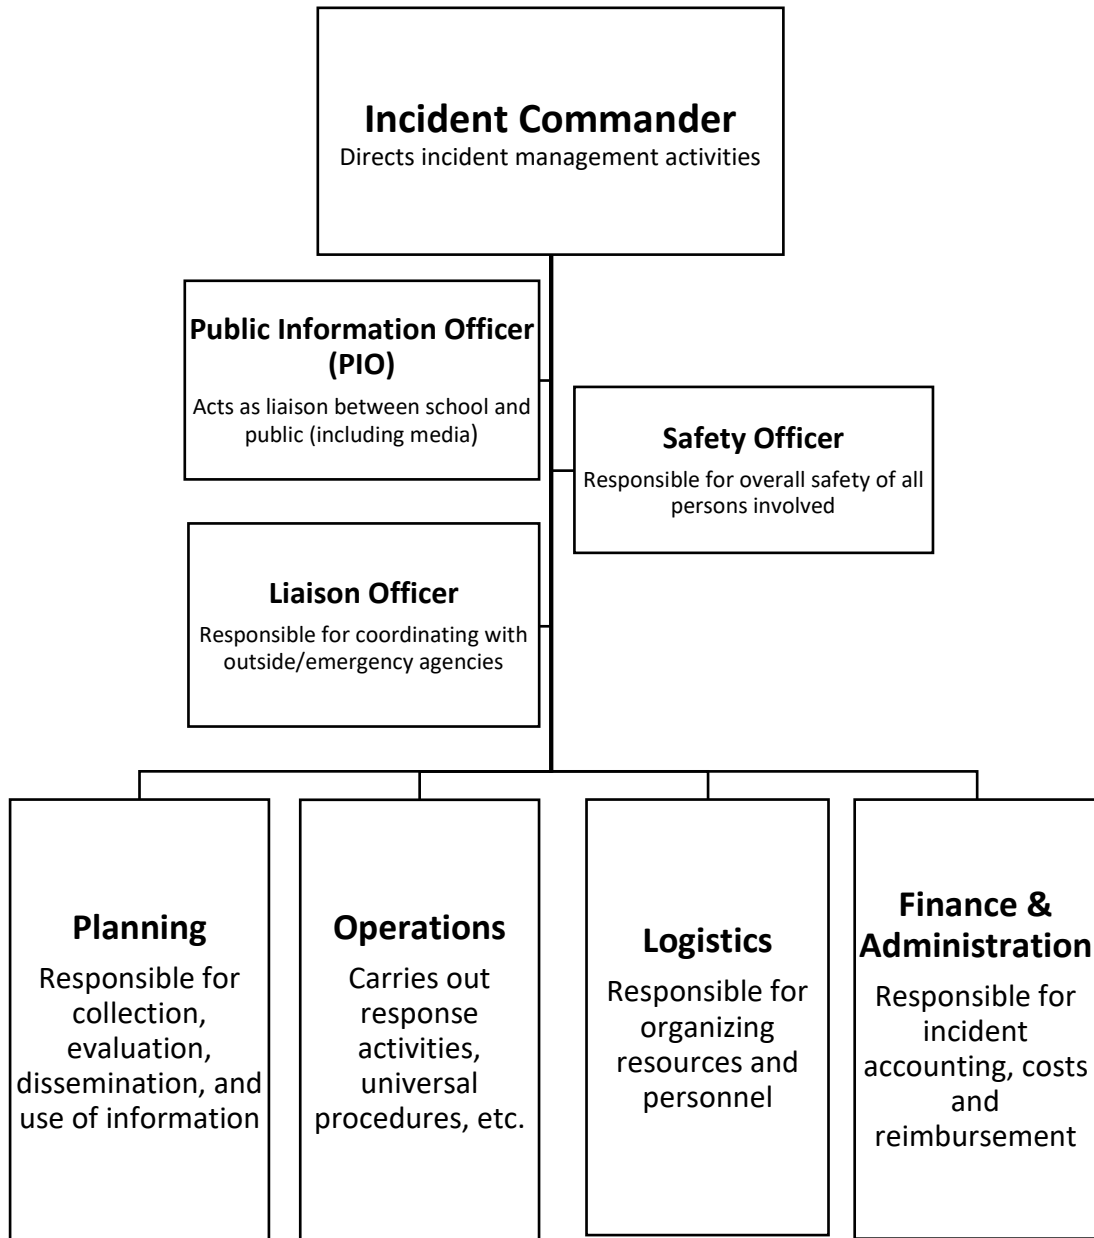 Incident Commander
Directs incident management activities
Public Information Officer
(PIO)
Acts as liaison between school and
public (including media)
Safety Officer
Responsible for overall safety of all
persons involved
Liaison Officer
Responsible for coordinating with
outside/emergency agencies
Planning
Responsible for
collection,
evaluation,
dissemination, and
use of information
Operations
Carries out
response
activities,
universal
procedures, etc.
Logistics
Responsible for
organizing
resources and
personnel
Finance &
Administration
Responsible for
incident
accounting, costs
and
reimbursement